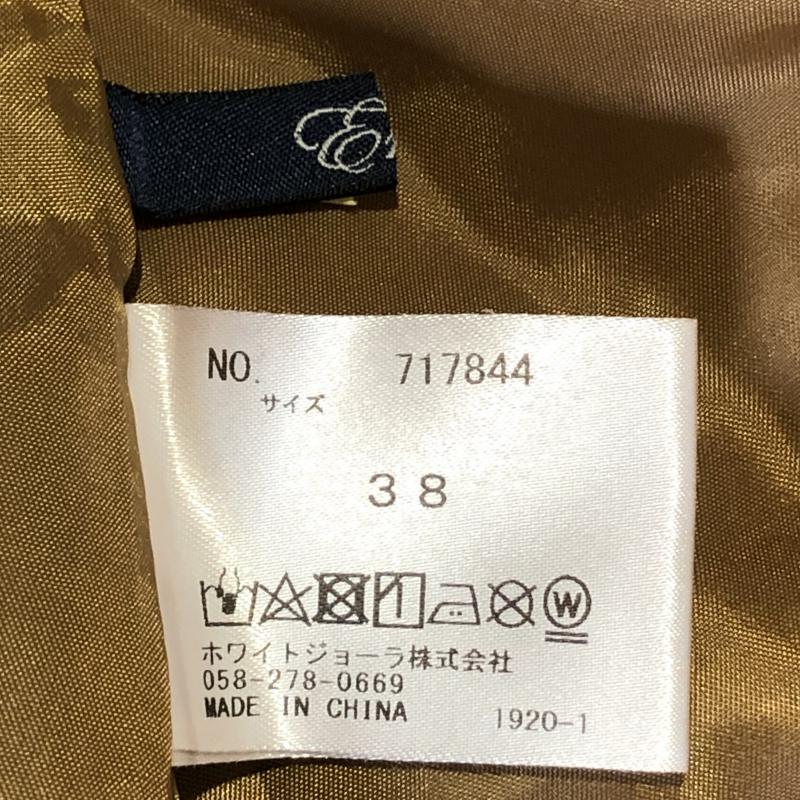 NO. 717844
サイズ
38
W
ホワイトジョーラ株式会社
058-278-0669
MADE IN CHINA 1920-1